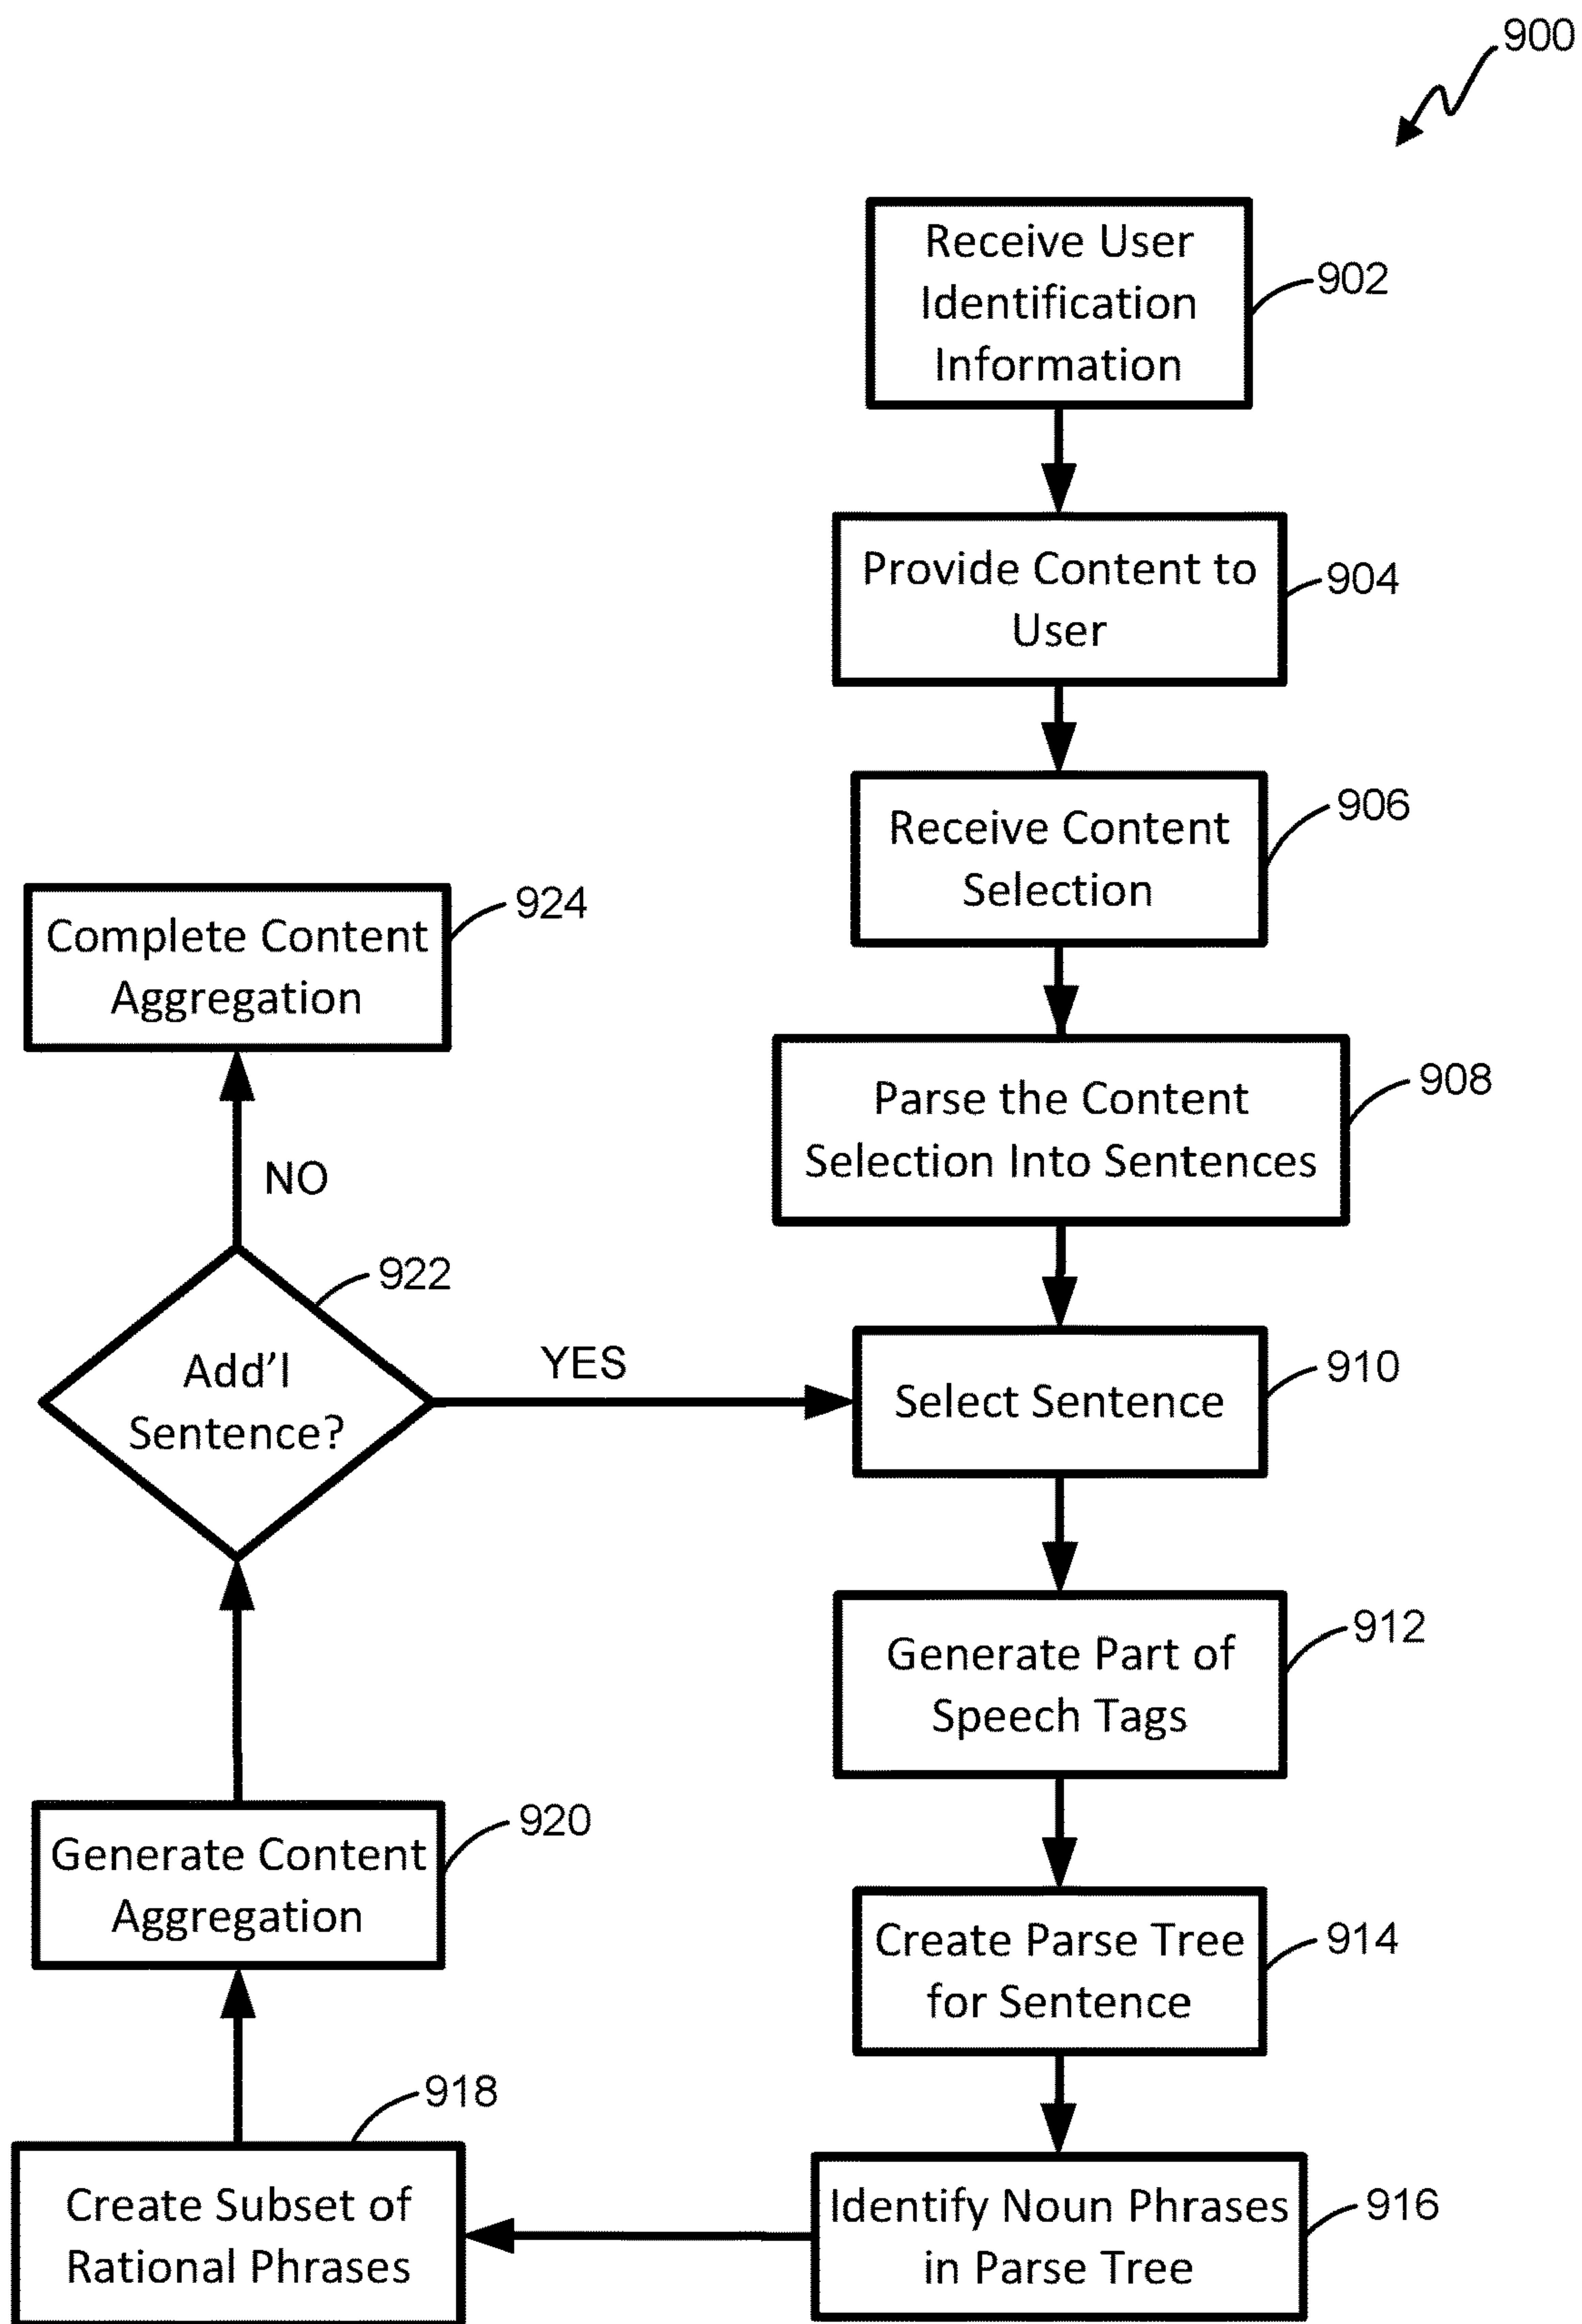 900
Receive User
Identification
Information
902
Provide Content to
User
904
Receive Content
Selection
906
Parse the Content
Selection Into Sentences
908
Select Sentence
910
Generate Part of
Speech Tags
912
Create Parse Tree
for Sentence
914
Identify Noun Phrases
in Parse Tree
916
Create Subset of
Rational Phrases
918
Generate Content
Aggregation
920
Add'l
Sentence?
922
YES
NO
Complete Content
Aggregation
924